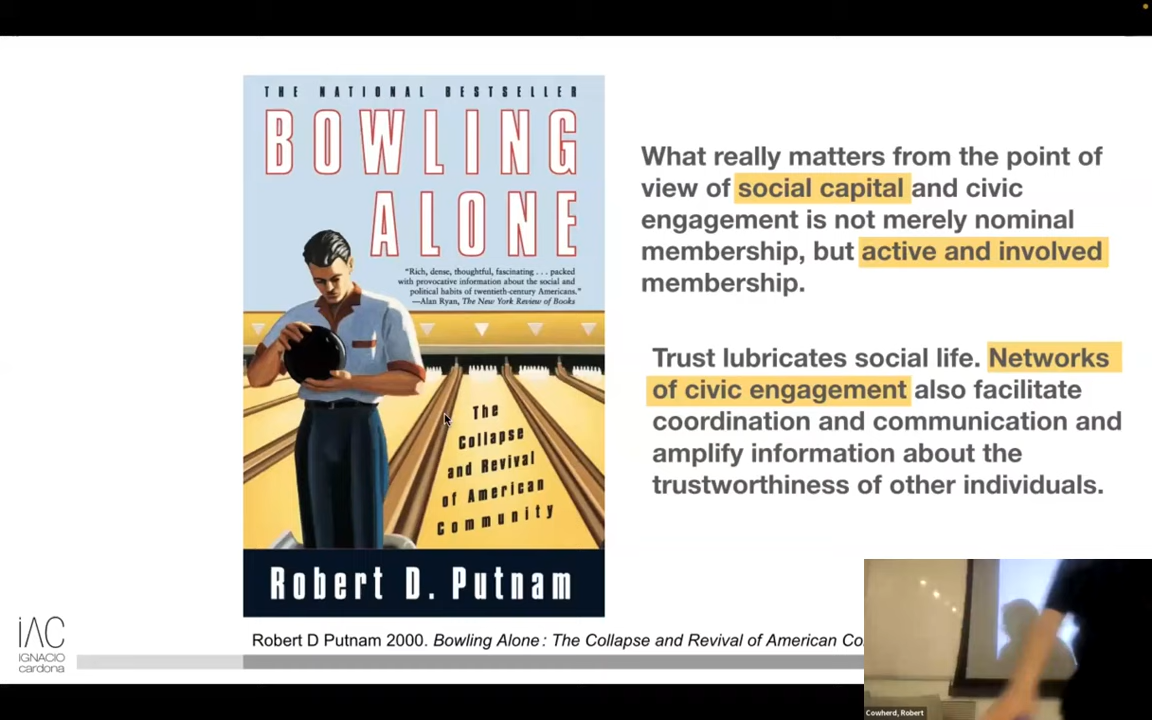 THE NATIONAL BESTSELLER
BOWLING
ALONE
"Rich, dense, thoughtful, fascinating . . . packed
with provocative information about the social and
political habits of twentieth-century Americans."
—Alan Ryan, The New York Review of Books
The
Collapse
and Revival
of American
Community
Robert D. Putnam
What really matters from the point of
view of social capital and civic
engagement is not merely nominal
membership, but active and involved
membership.
Trust lubricates social life. Networks
of civic engagement also facilitate
coordination and communication and
amplify information about the
trustworthiness of other individuals.
Robert D Putnam 2000. Bowling Alone: The Collapse and Revival of American Co
iAC
IGNACIO
cardona
Cowherd, Robert